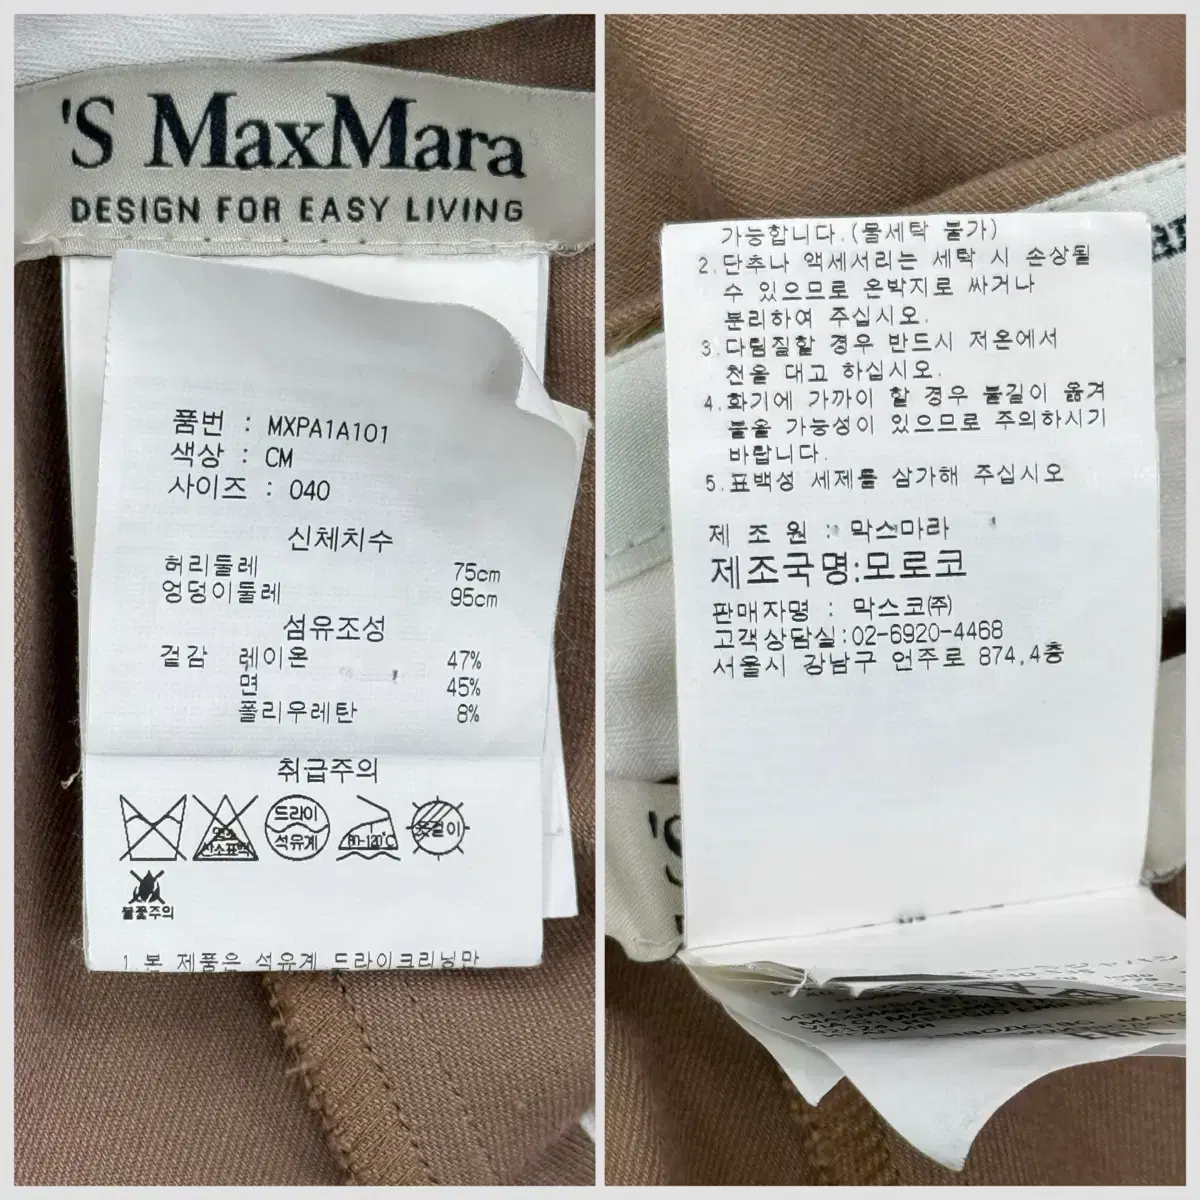 'S MaxMara
DESIGN FOR EASY LIVING
품번 : MXPA1A101
색상 : CM
사이즈 : 040
신체치수
허리둘레 75cm
엉덩이둘레 95cm
섬유조성
겉감 레이온 47%
면 45%
폴리우레탄 8%
취급주의
산소표백
드라이
석유계
80-120℃
옷걸이
불꽃주의
1.본 제품은 석유계 드라이크리닝만
가능합니다.(물세탁 불가)
2.단추나 액세서리는 세탁 시 손상될
수 있으므로 은박지로 싸거나
분리하여 주십시오.
3.다림질할 경우 반드시 저온에서
천을 대고 하십시오.
4.화기에 가까이 할 경우 불길이 옮겨
붙을 가능성이 있으므로 주의하시기
바랍니다.
5.표백성 세제를 삼가해 주십시오
제 조 원 : 막스마라
제조국명:모로코
판매자명 : 막스코(주)
고객상담실:02-6920-4468
서울시 강남구 언주로 874,4층
'S